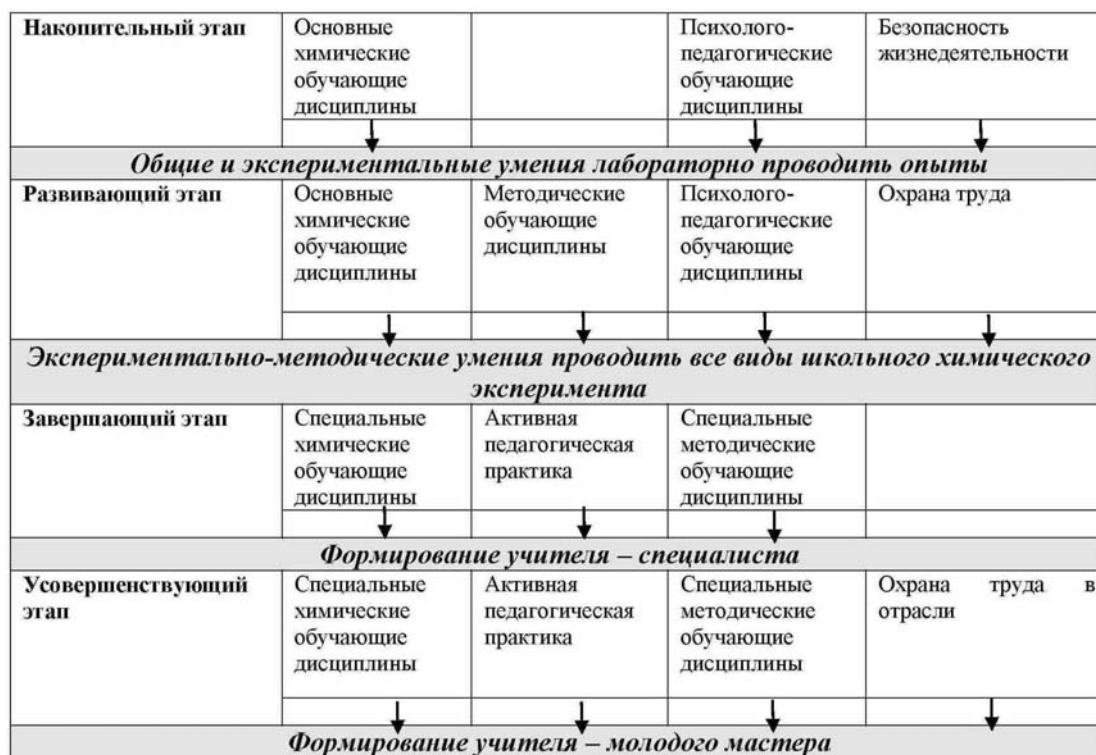 Накопительный этап
Основные
химические
обучающие
дисциплины
Психолого-
педагогические
обучающие
дисциплины
Безопасность
жизнедеятельности
Общие и экспериментальные умения лабораторно проводить опыты
Развивающий этап
Основные
химические
обучающие
дисциплины
Методические
обучающие
дисциплины
Психолого-
педагогические
обучающие
дисциплины
Охрана труда
Экспериментально-методические умения проводить все виды школьного химического
эксперимента
Завершающий этап
Специальные
химические
обучающие
дисциплины
Активная
педагогическая
практика
Специальные
методические
обучающие
дисциплины
Формирование учителя – специалиста
Усовершенствующий
этап
Специальные
химические
обучающие
дисциплины
Активная
педагогическая
практика
Специальные
методические
обучающие
дисциплины
Охрана труда в
отрасли
Формирование учителя – молодого мастера